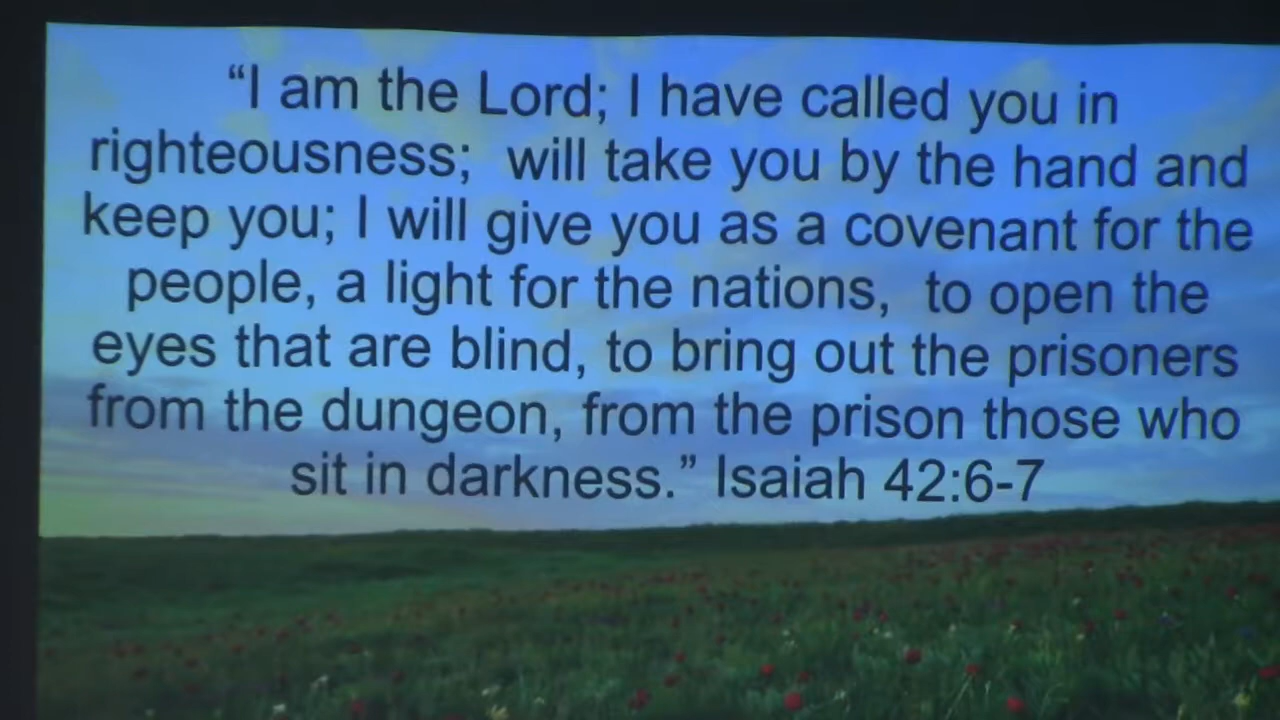 “I am the Lord; I have called you in
righteousness;  will take you by the hand and
keep you; I will give you as a covenant for the
people, a light for the nations,  to open the
eyes that are blind, to bring out the prisoners
from the dungeon, from the prison those who
sit in darkness.” Isaiah 42:6-7